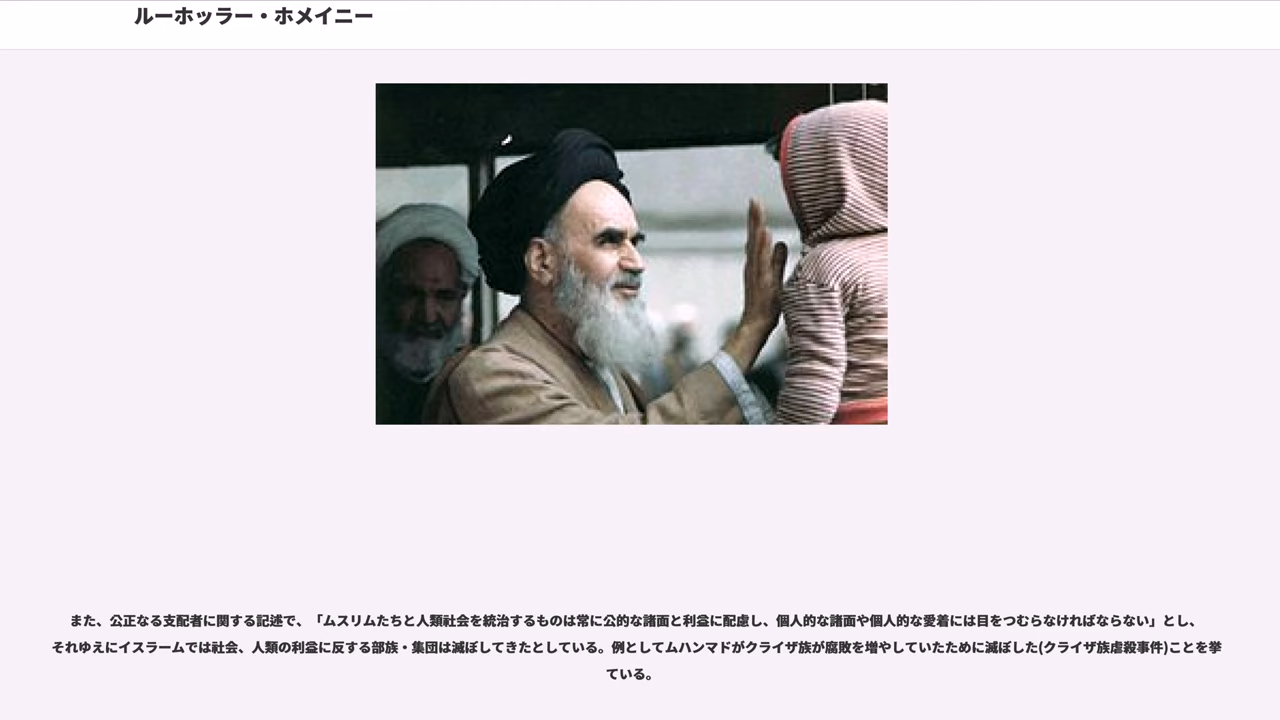 ルーホッラー・ホメイニー
また、公正なる支配者に関する記述で、「ムスリムたちと人類社会を統治するものは常に公的な諸面と利益に配慮し、個人的な諸面や個人的な愛着には目をつむらなければならない」とし、
それゆえにイスラームでは社会、人類の利益に反する部族・集団は滅ぼしてきたとしている。例としてムハンマドがクライザ族が腐敗を増やしていたために滅ぼした(クライザ族虐殺事件)ことを挙
ている。